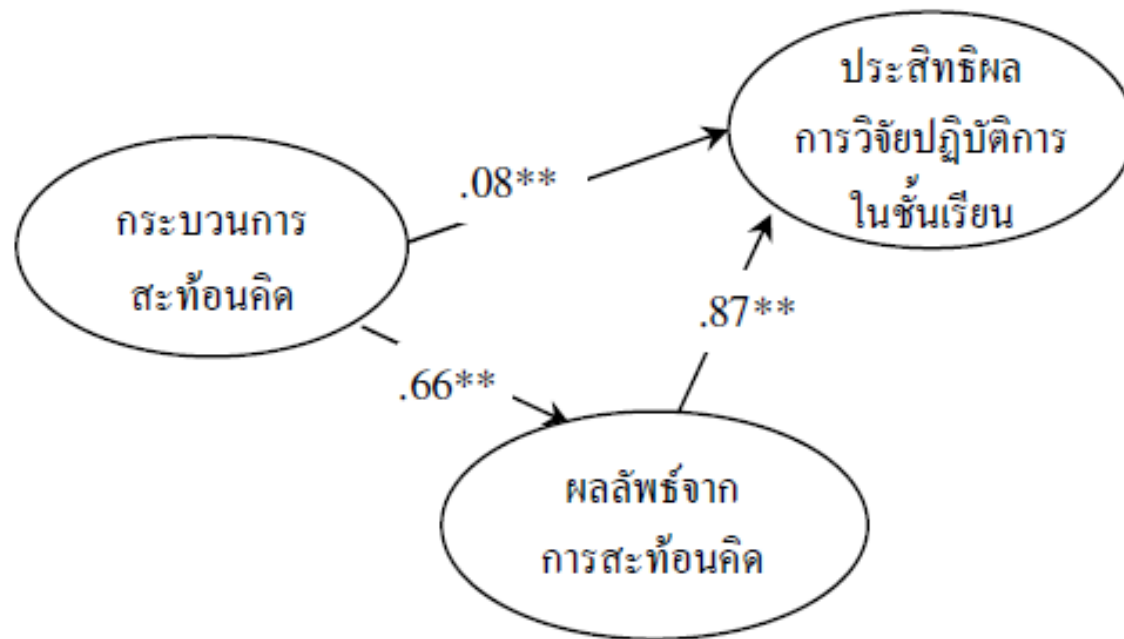 ประสิทธิผล
การวิจัยปฏิบัติการ
ในชั้นเรียน
.08**
กระบวนการ
สะท้อนคิด
.87**
.66**
ผลลัพธ์จาก
การสะท้อนคิด